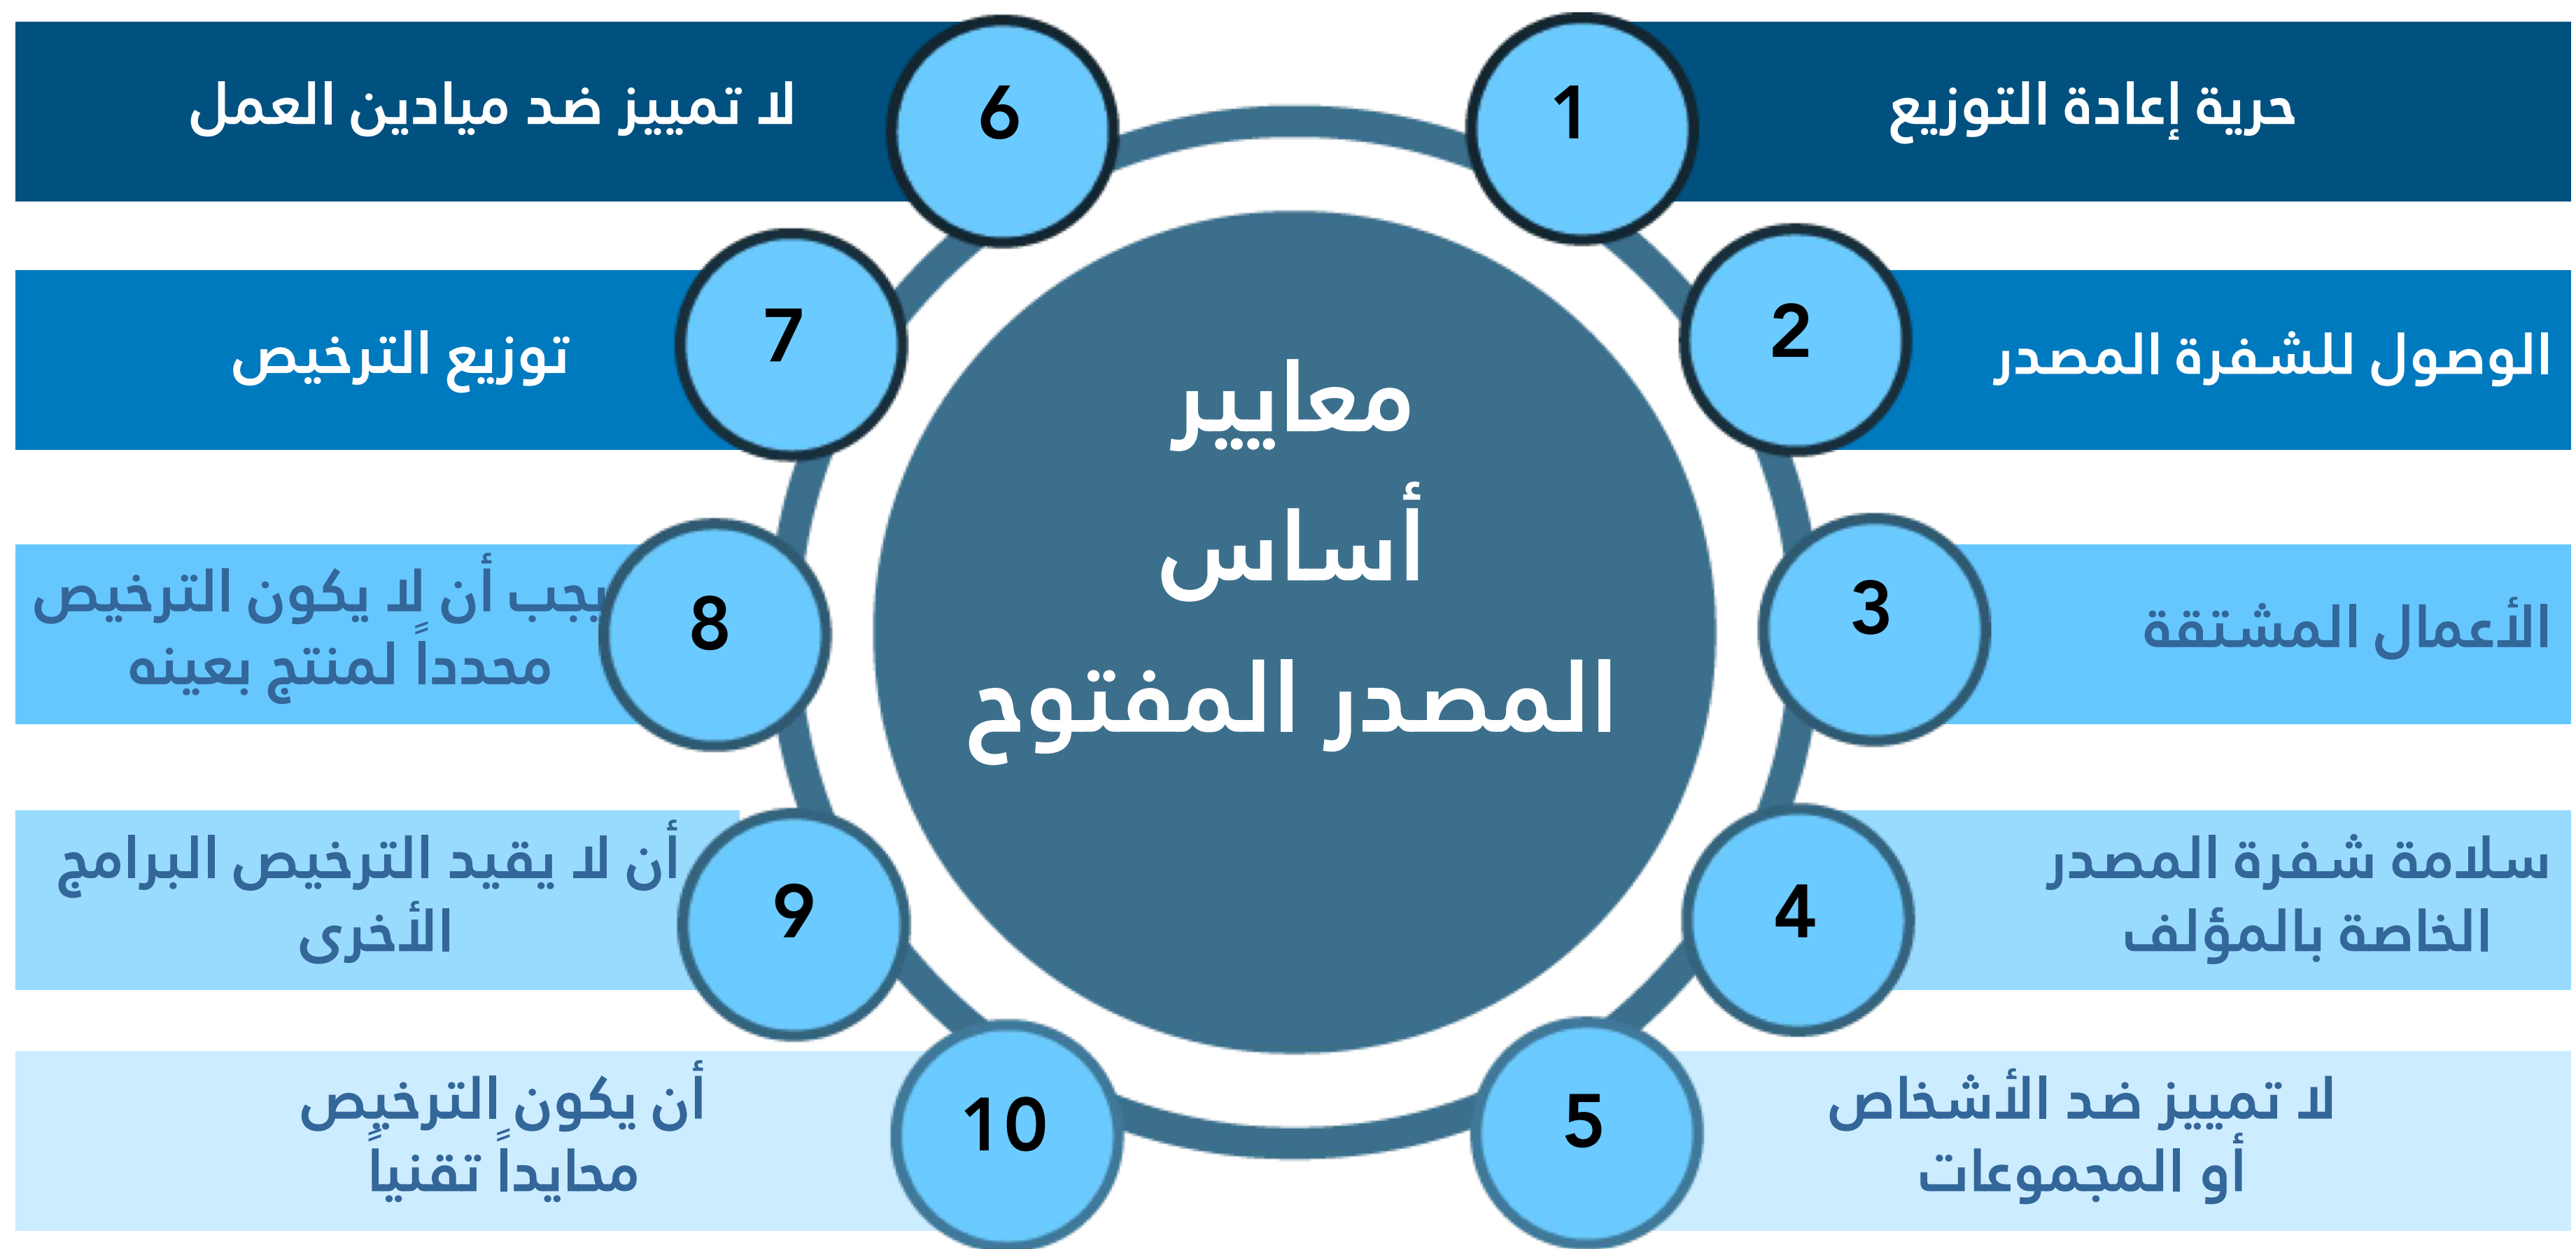 معايير
أساس
المصدر المفتوح
1
حرية إعادة التوزيع
2
الوصول للشفرة المصدر
3
الأعمال المشتقة
4
سلامة شفرة المصدر
الخاصة بالمؤلف
5
لا تمييز ضد الأشخاص
أو المجموعات
6
لا تمييز ضد ميادين العمل
7
توزيع الترخيص
8
يجب أن لا يكون الترخيص
محدداً لمنتج بعينه
9
أن لا يقيد الترخيص البرامج
الأخرى
10
أن يكون الترخيص
محايداً تقنياً